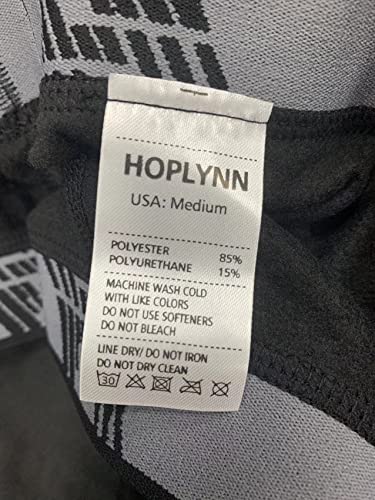 HOPLYNN
USA: Medium
POLYESTER 85%
POLYURETHANE 15%
MACHINE WASH COLD
WITH LIKE COLORS
DO NOT USE SOFTENERS
DO NOT BLEACH
LINE DRY/ DO NOT IRON
DO NOT DRY CLEAN
30